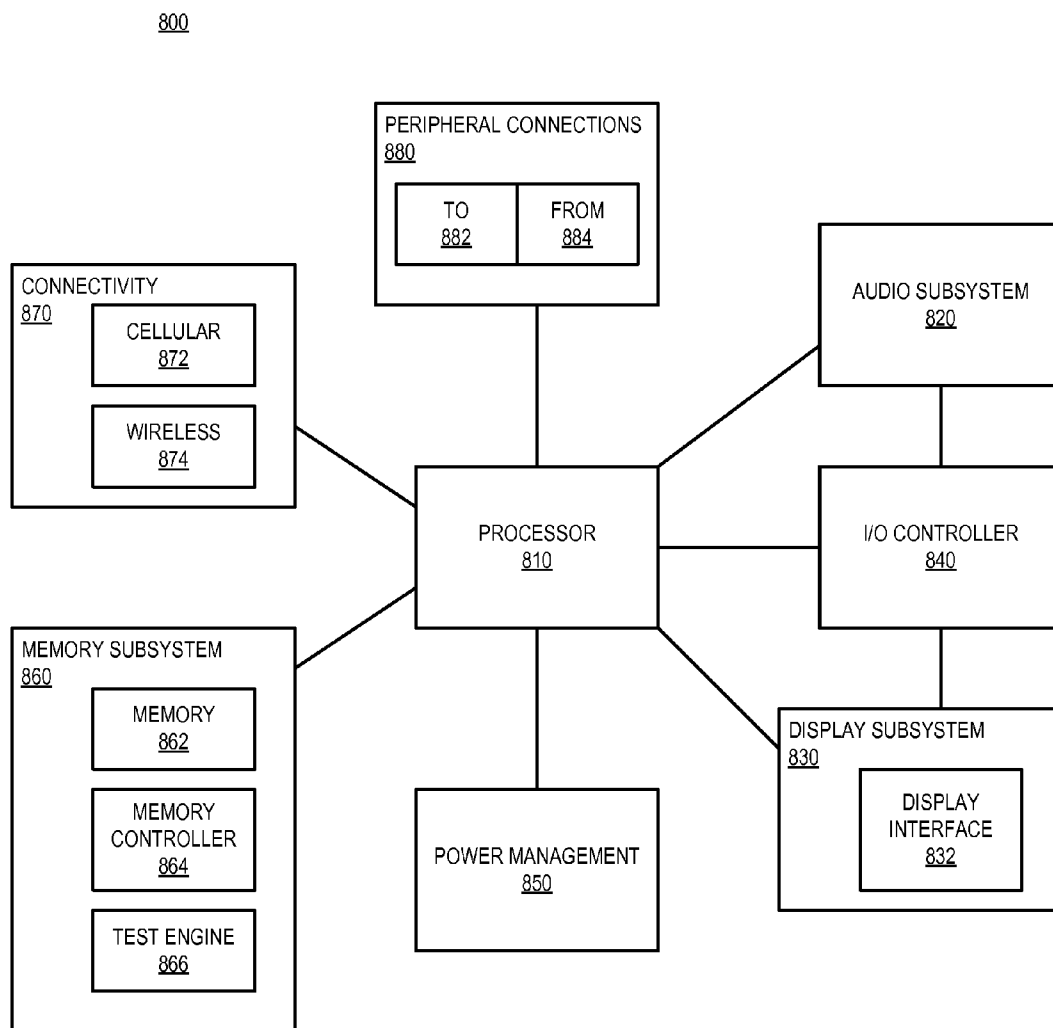 800
PERIPHERAL CONNECTIONS
880
TO
882
FROM
884
CONNECTIVITY
870
CELLULAR
872
WIRELESS
874
AUDIO SUBSYSTEM
820
PROCESSOR
810
I/O CONTROLLER
840
MEMORY SUBSYSTEM
860
MEMORY
862
MEMORY
CONTROLLER
864
TEST ENGINE
866
POWER MANAGEMENT
850
DISPLAY SUBSYSTEM
830
DISPLAY
INTERFACE
832